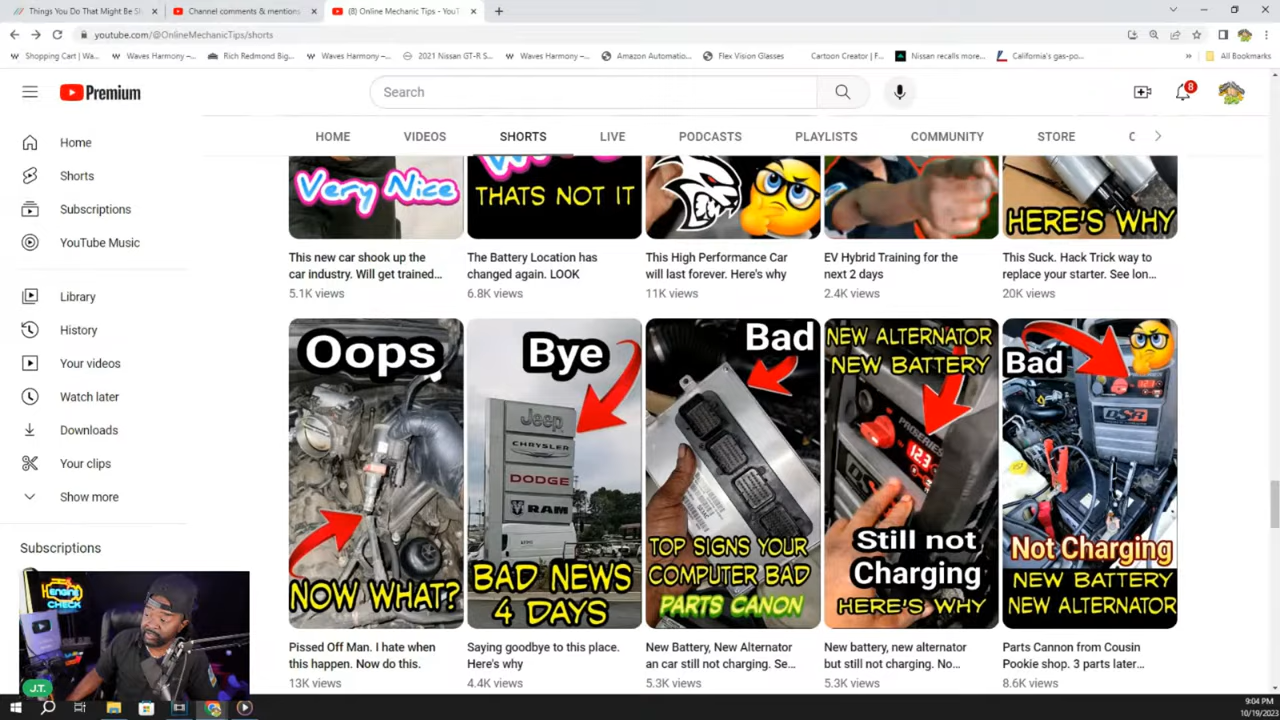 Things You Do That Might Be Sl
Channel comments & mentions
(8) Online Mechanic Tips - YouT
youtube.com/@OnlineMechanicTips/shorts
Shopping Cart | Wa...
Waves Harmony –...
Rich Redmond Big...
Waves Harmony –...
2021 Nissan GT-R S...
Waves Harmony –...
Amazon Automatio...
Flex Vision Glasses
Cartoon Creator | F...
Nissan recalls more...
California's gas-po...
All Bookmarks
Premium
Search
8
HOME
VIDEOS
SHORTS
LIVE
PODCASTS
PLAYLISTS
COMMUNITY
STORE
C
Home
Shorts
Subscriptions
YouTube Music
Library
History
Your videos
Watch later
Downloads
Your clips
Show more
Subscriptions
Very Nice
THATS NOT IT
HERE'S WHY
This new car shook up the
car industry. Will get trained...
5.1K views
The Battery Location has
changed again. LOOK
6.8K views
This High Performance Car
will last forever. Here's why
11K views
EV Hybrid Training for the
next 2 days
2.4K views
This Suck. Hack Trick way to
replace your starter. See lon...
20K views
Oops
NOW WHAT?
Bye
Jeep
CHRYSLER
DODGE
RAM
BAD NEWS
4 DAYS
Bad
TOP SIGNS YOUR
COMPUTER BAD
PARTS CANON
NEW ALTERNATOR
NEW BATTERY
PROSERIES
12.3
Still not
Charging
HERE'S WHY
Bad
Not Charging
NEW BATTERY
NEW ALTERNATOR
Pissed Off Man. I hate when
this happen. Now do this.
13K views
Saying goodbye to this place.
Here's why
4.4K views
New Battery, New Alternator
an car still not charging. Se...
5.3K views
New battery, new alternator
but still not charging. No...
5.3K views
Parts Cannon from Cousin
Pookie shop. 3 parts later...
8.6K views
ENGINE
CHECK
J.T.
9:04 PM
10/19/2023